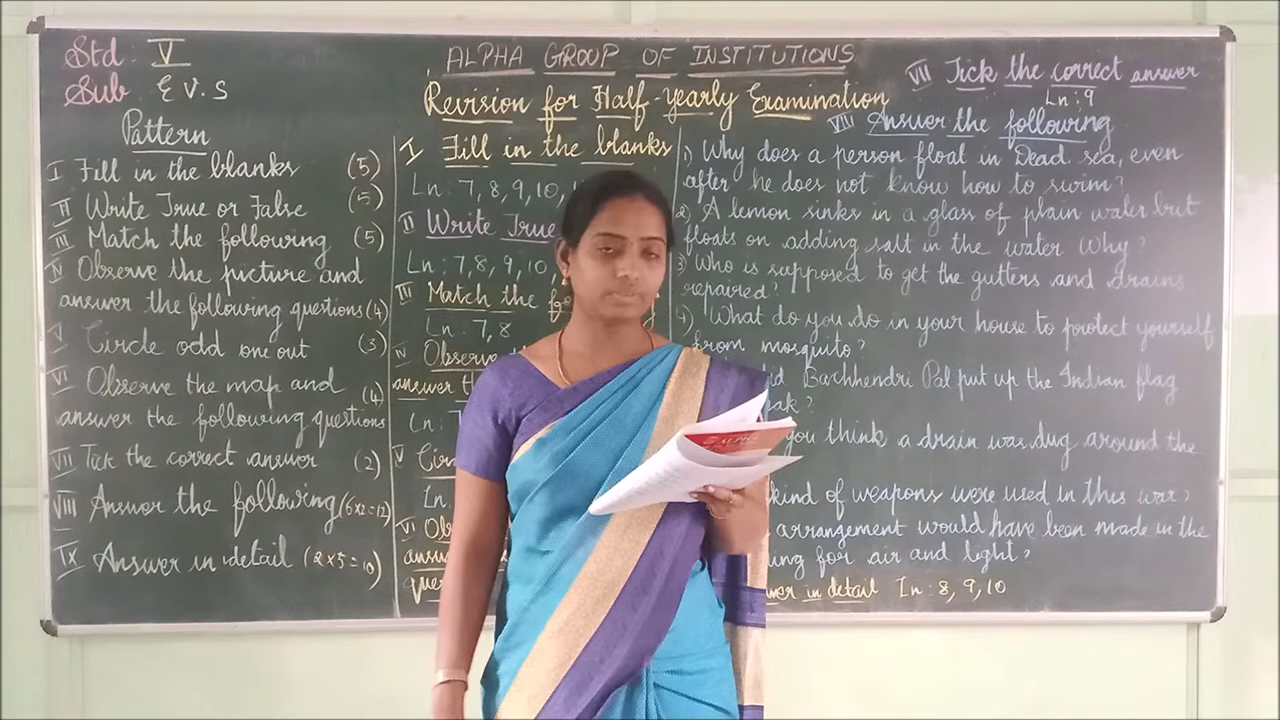 Std : V
Sub : E V. S
ALPHA GROUP OF INSTITUTIONS
Revision for Half-yearly Examination
Pattern
I Fill in the blanks (5)
II Write True or False (5)
III Match the following (5)
IV Observe the picture and
answer the following questions (4)
V Circle odd one out (3)
VI Observe the map and
answer the following questions (4)
VII Tick the correct answer (2)
VIII Answer the following (6x2=12)
IX Answer in detail (2x5=10)
I Fill in the blanks
Ln : 7, 8, 9, 10,
II Write True
Ln : 7, 8, 9, 10
III Match the
Ln : 7, 8
IV Observe
answer
Ln :
V
Ln
VI
VII Tick the correct answer
Ln : 9
VIII Answer the following
1) Why does a person float in Dead sea, even
after he does not know how to swim?
2) A lemon sinks in a glass of plain water but
floats on adding salt in the water Why?
3) Who is supposed to get the gutters and drains
repaired?
4) What do you do in your house to protect yourself
from mosquito?
Bachhendri Pal put up the Indian flag
you think a drain was dug around the
kind of weapons were used in this war?
arrangement would have been made in the
for air and light?
in detail Ln : 8, 9, 10
ALPHA